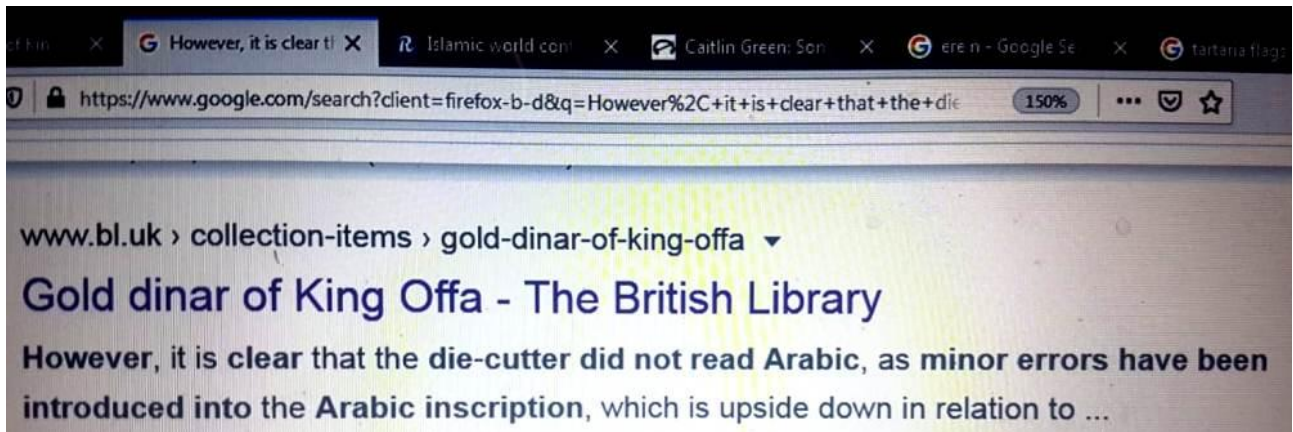 However, it is clear th
Islamic world con
Caitlin Green: Son
ere n - Google Se
tartaria flags
https://www.google.com/search?client=firefox-b-d&q=However%2C+it+is+clear+that+the+die
150%
www.bl.uk › collection-items › gold-dinar-of-king-offa
Gold dinar of King Offa - The British Library
However, it is clear that the die-cutter did not read Arabic, as minor errors have been
introduced into the Arabic inscription, which is upside down in relation to ...